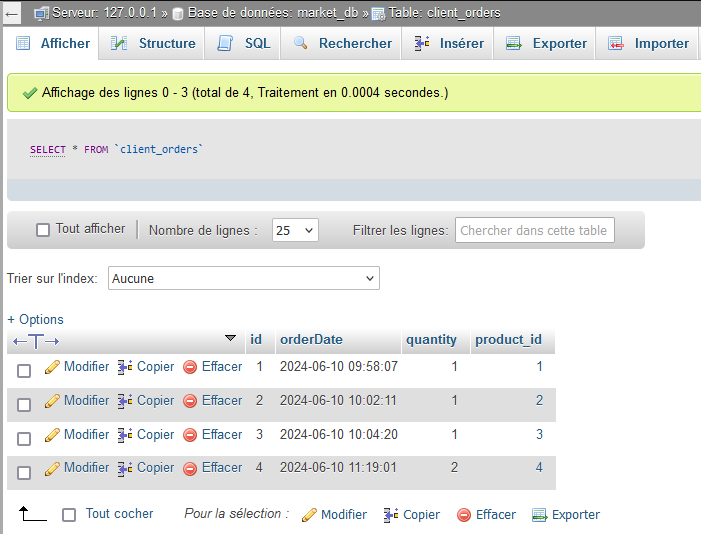 Serveur: 127.0.0.1 » Base de données: market_db » Table: client_orders
Afficher Structure SQL Rechercher Insérer Exporter Importer
Affichage des lignes 0 - 3 (total de 4, Traitement en 0.0004 secondes.)
SELECT * FROM `client_orders`
Tout afficher Nombre de lignes : 25 Filtrer les lignes: Chercher dans cette table
Trier sur l'index: Aucune
+ Options
id orderDate quantity product_id
Modifier Copier Effacer 1 2024-06-10 09:58:07 1 1
Modifier Copier Effacer 2 2024-06-10 10:02:11 1 2
Modifier Copier Effacer 3 2024-06-10 10:04:20 1 3
Modifier Copier Effacer 4 2024-06-10 11:19:01 2 4
Tout cocher Pour la sélection : Modifier Copier Effacer Exporter